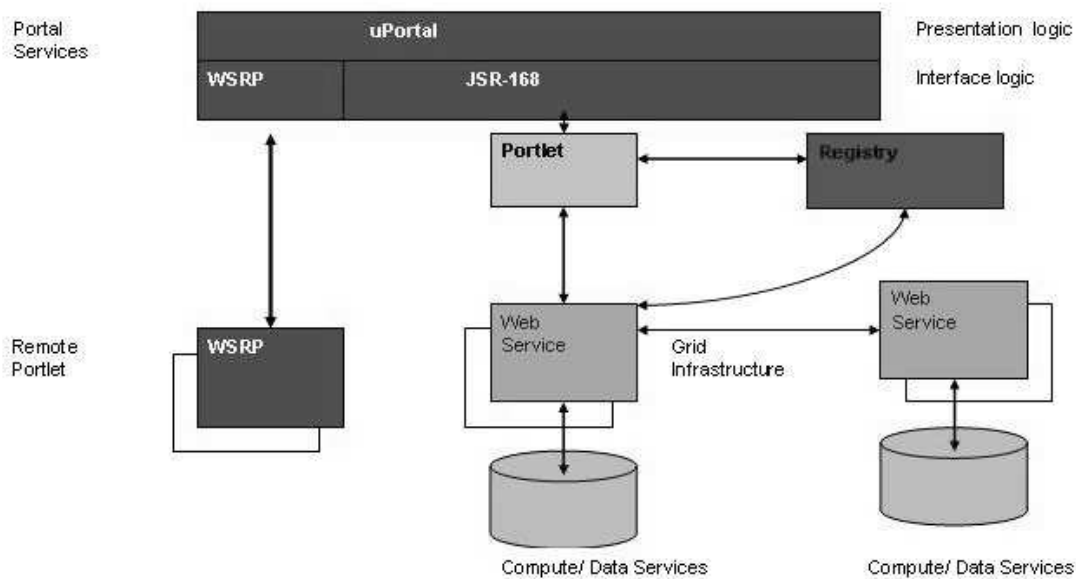 Portal
Services
uPortal
Presentation logic
WSRP
JSR-168
Interface logic
Portlet
Registry
Web
Service
Web
Service
Remote
Portlet
WSRP
Grid
Infrastructure
Compute/ Data Services
Compute/ Data Services